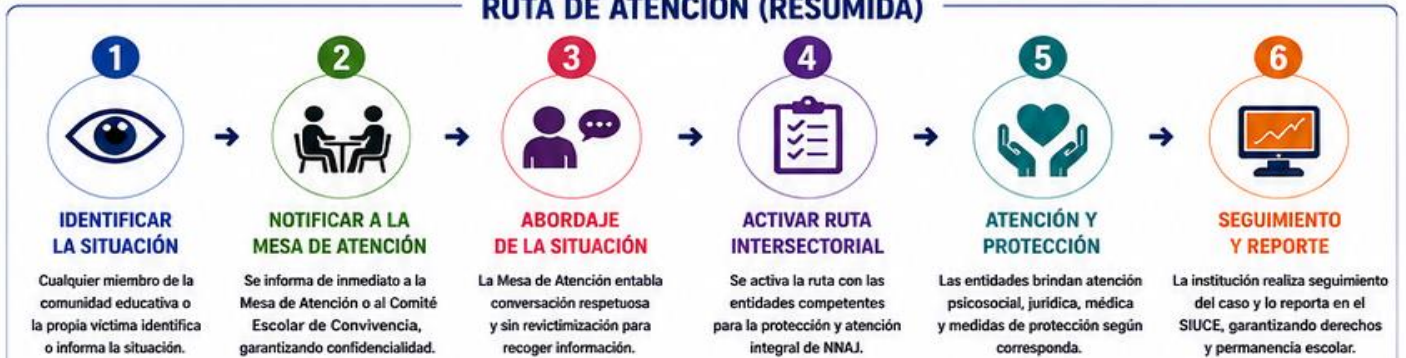 RUTA DE ATENCIÓN (RESUMIDA)
1
IDENTIFICAR
LA SITUACIÓN
Cualquier miembro de la
comunidad educativa o
la propia víctima identifica
o informa la situación.
2
NOTIFICAR A LA
MESA DE ATENCIÓN
Se informa de inmediato a la
Mesa de Atención o al Comité
Escolar de Convivencia,
garantizando confidencialidad.
3
ABORDAJE
DE LA SITUACIÓN
La Mesa de Atención entabla
conversación respetuosa
y sin revictimización para
recoger información.
4
ACTIVAR RUTA
INTERSECTORIAL
Se activa la ruta con las
entidades competentes
para la protección y atención
integral de NNAJ.
5
ATENCIÓN Y
PROTECCIÓN
Las entidades brindan atención
psicosocial, jurídica, médica
y medidas de protección según
corresponda.
6
SEGUIMIENTO
Y REPORTE
La institución realiza seguimiento
del caso y lo reporta en el
SIUCE, garantizando derechos
y permanencia escolar.